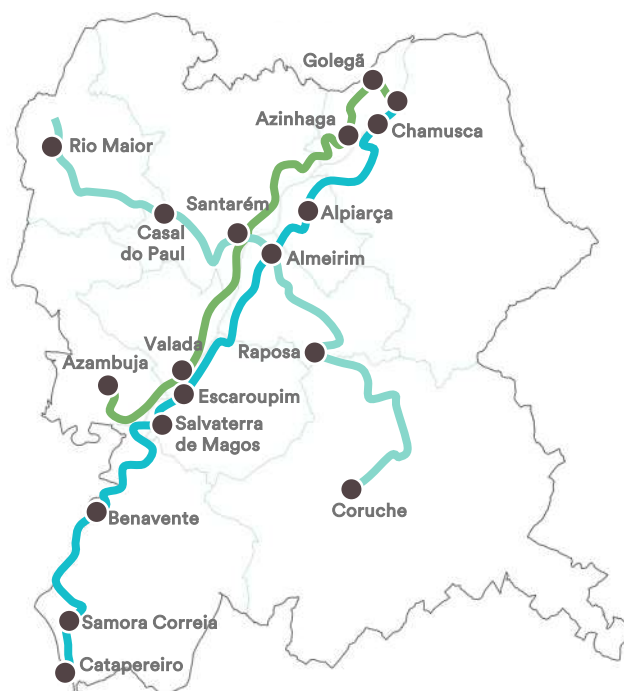 Golegã
Azinhaga
Chamusca
Rio Maior
Santarém
Alpiarça
Casal
do Paul
Almeirim
Valada
Raposa
Azambuja
Escaroupim
Salvaterra
de Magos
Coruche
Benavente
Samora Correia
Catapereiro